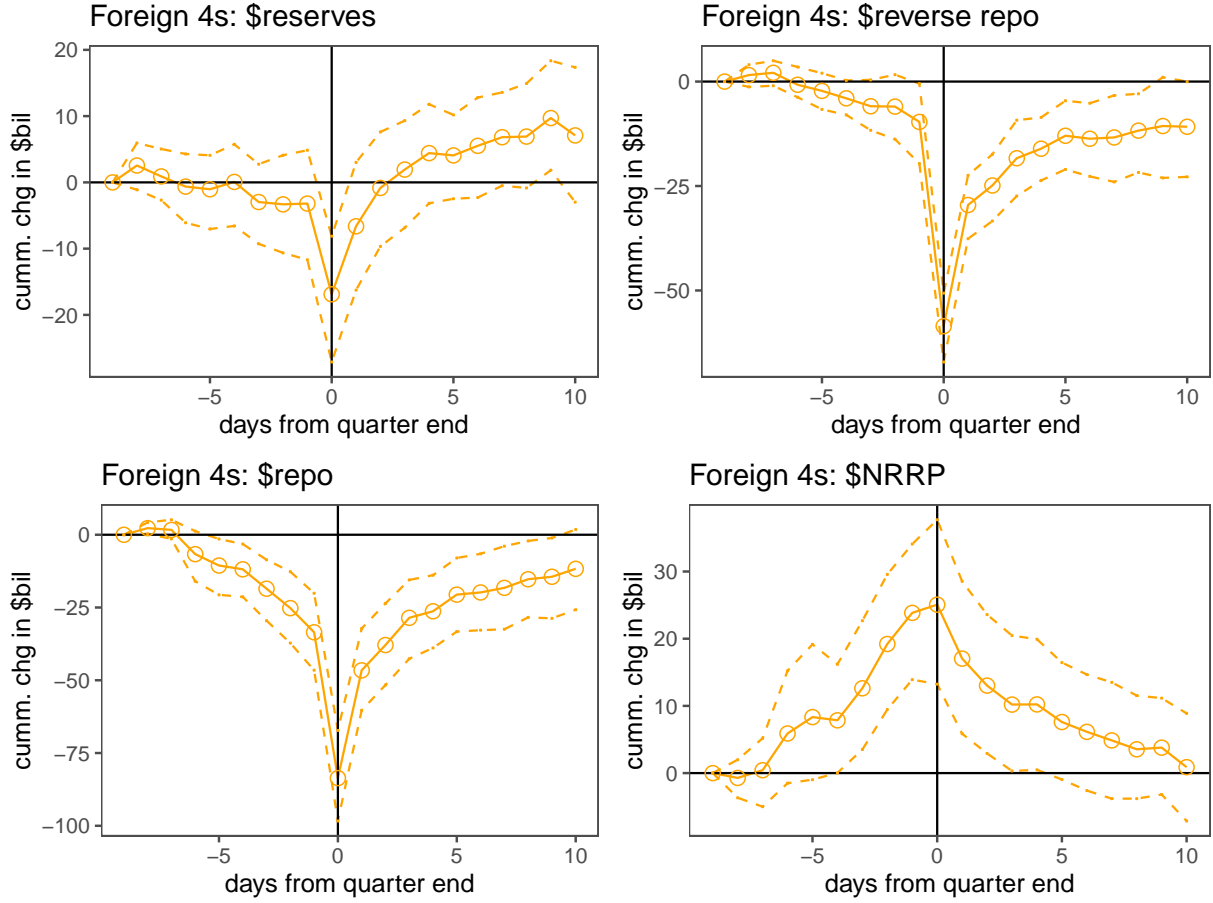 Foreign 4s: $reserves
cumm. chg in $bil
20
10
0
−10
−20
−5
0
5
10
days from quarter end
Foreign 4s: $reverse repo
cumm. chg in $bil
0
−25
−50
−5
0
5
10
days from quarter end
Foreign 4s: $repo
cumm. chg in $bil
0
−25
−50
−75
−100
−5
0
5
10
days from quarter end
Foreign 4s: $NRRP
cumm. chg in $bil
30
20
10
0
−5
0
5
10
days from quarter end